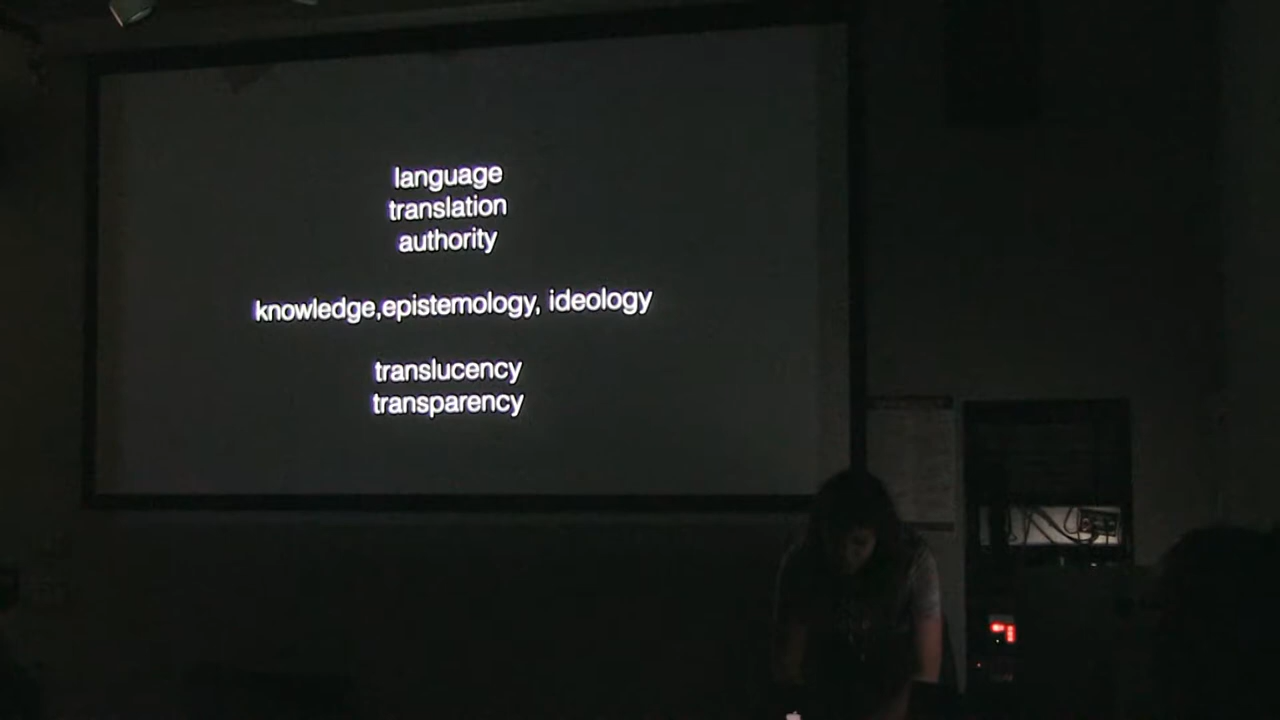 language
translation
authority
knowledge,epistemology, ideology
translucency
transparency